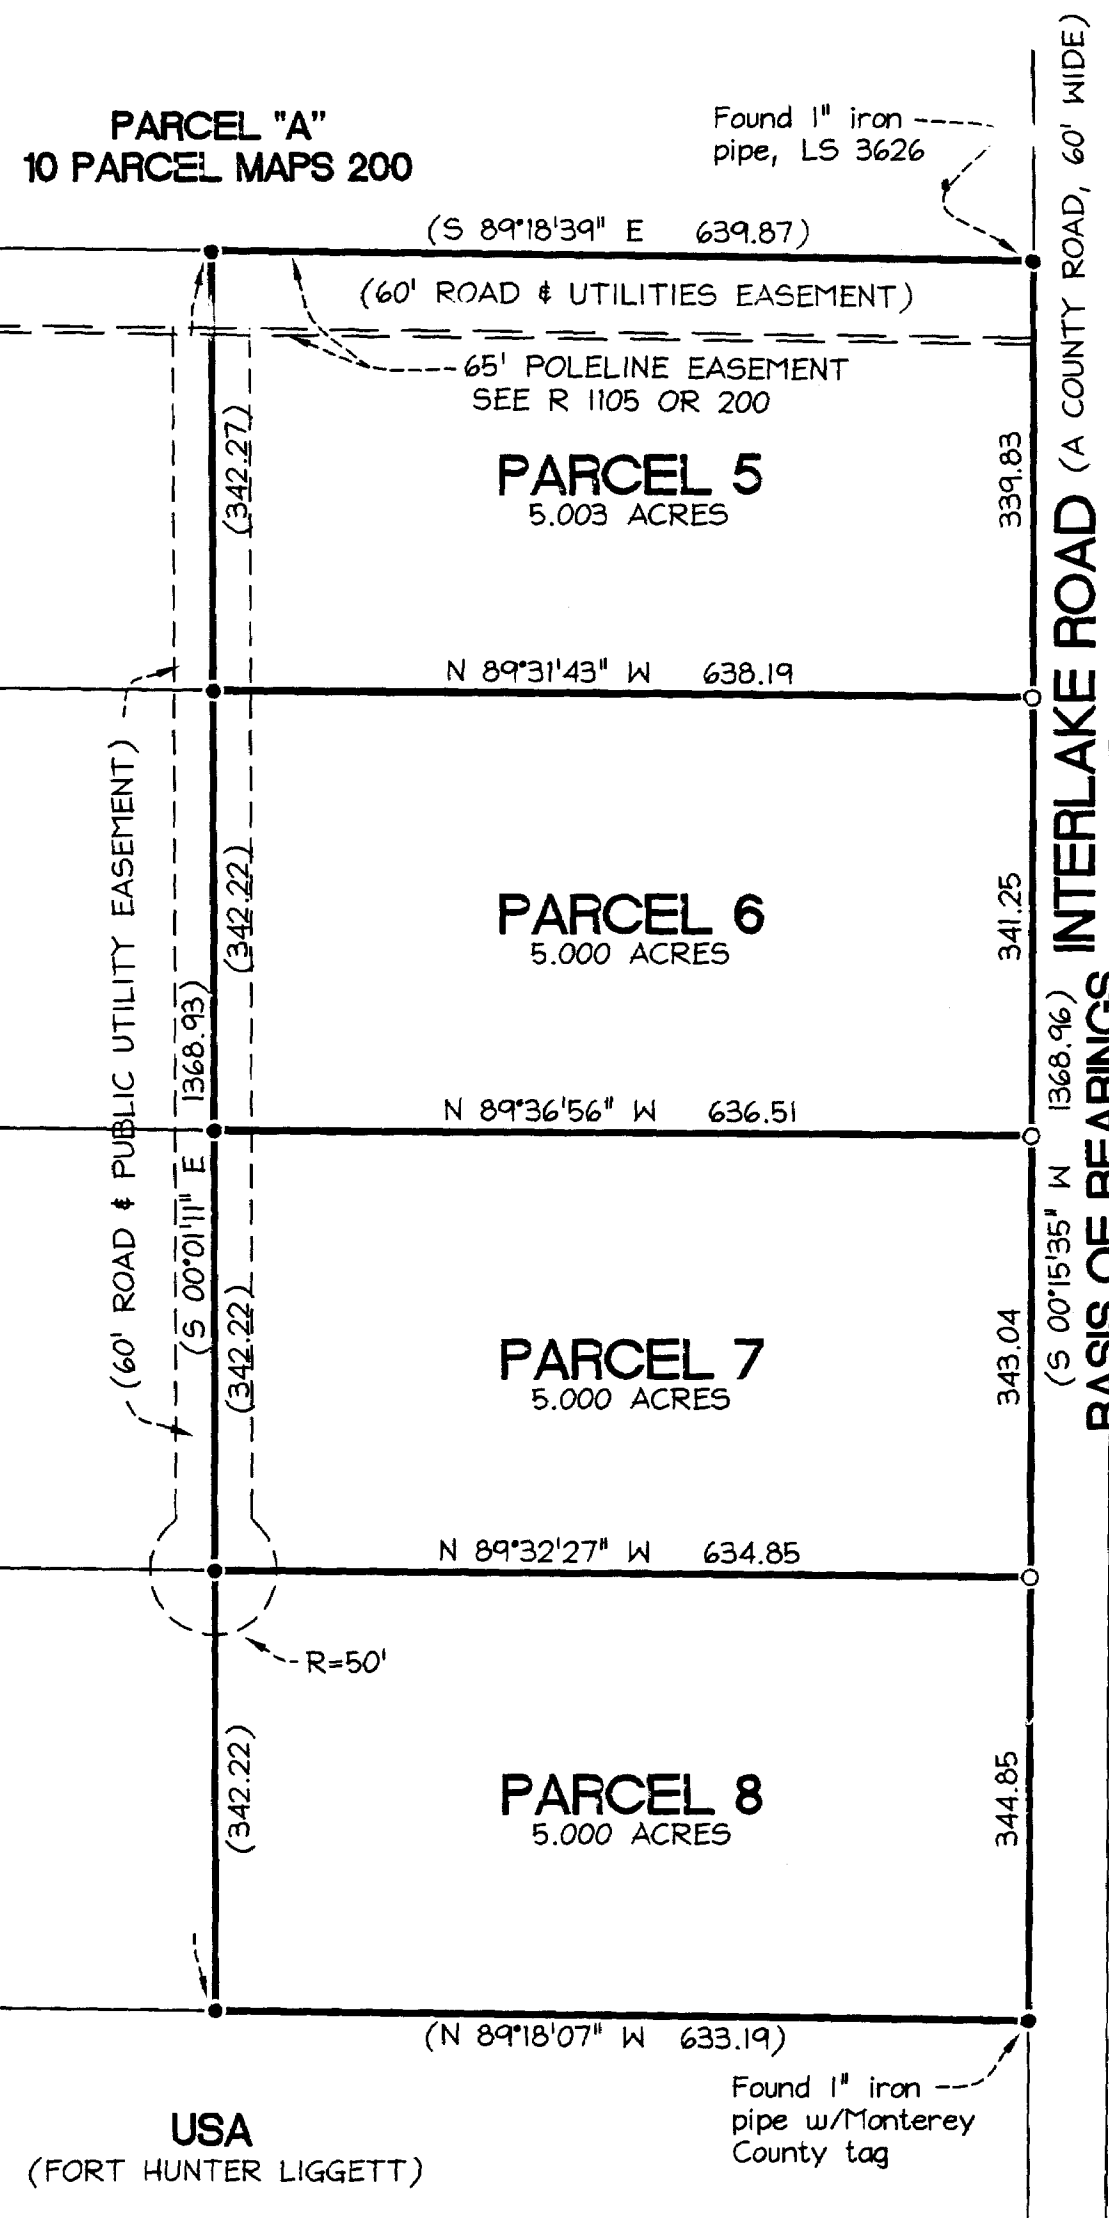 PARCEL "A"
10 PARCEL MAPS 200
Found 1" iron
pipe, LS 3626
(S 89°18'39" E 639.87)
(60' ROAD & UTILITIES EASEMENT)
65' POLELINE EASEMENT
SEE R 1105 OR 200
(342.27)
PARCEL 5
5.003 ACRES
339.83
INTERLAKE ROAD (A COUNTY ROAD, 60' WIDE)
N 89°31'43" W 638.19
(60' ROAD & PUBLIC UTILITY EASEMENT)
(342.22)
PARCEL 6
5.000 ACRES
341.25
(S 00°01'11" E 1368.93)
N 89°36'56" W 636.51
(S 00°15'35" W 1368.96)
BASIS OF BEARINGS
(342.22)
PARCEL 7
5.000 ACRES
343.04
N 89°32'27" W 634.85
R=50'
(342.22)
PARCEL 8
5.000 ACRES
344.85
(N 89°18'07" W 633.19)
Found 1" iron
pipe w/Monterey
County tag
USA
(FORT HUNTER LIGGETT)